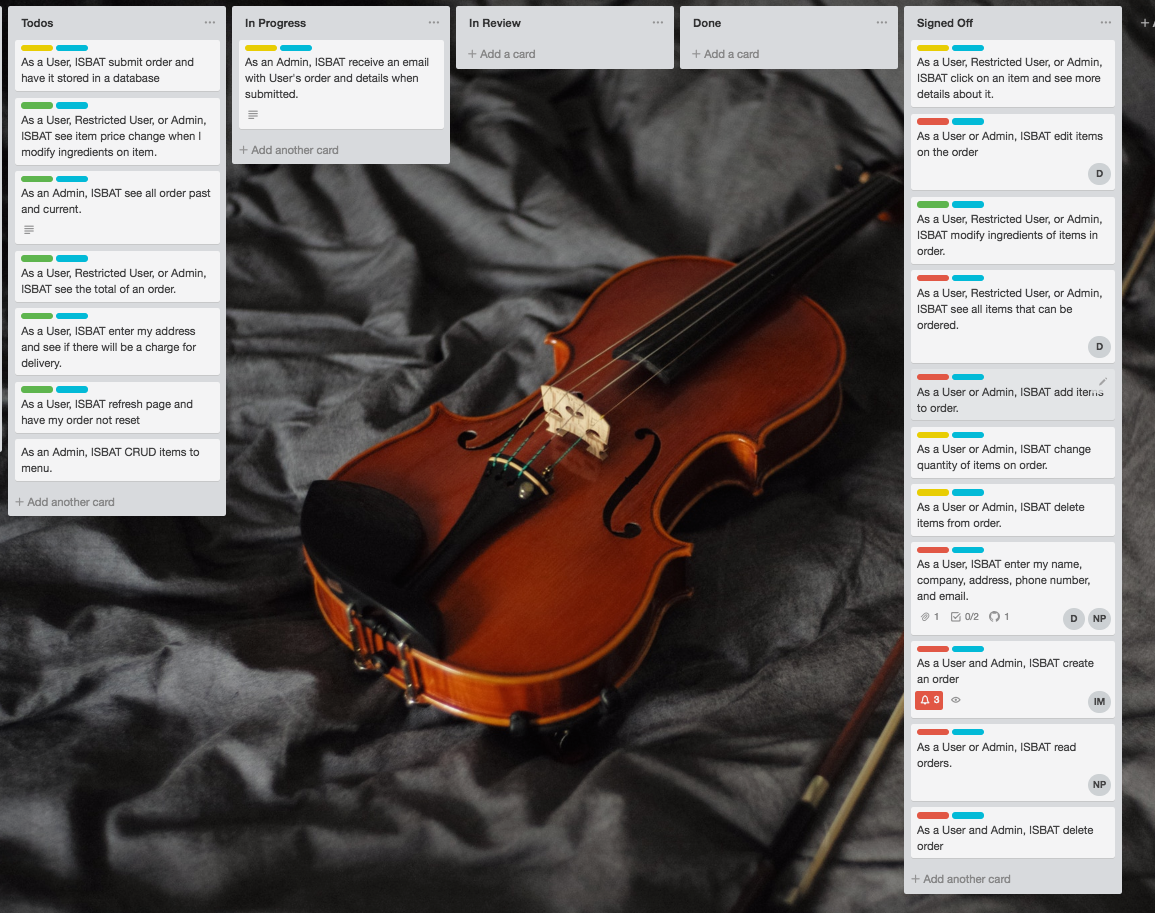 Todos
As a User, ISBAT submit order and
have it stored in a database
As a User, Restricted User, or Admin,
ISBAT see item price change when I
modify ingredients on item.
As an Admin, ISBAT see all order past
and current.
As a User, Restricted User, or Admin,
ISBAT see the total of an order.
As a User, ISBAT enter my address
and see if there will be a charge for
delivery.
As a User, ISBAT refresh page and
have my order not reset
As an Admin, ISBAT CRUD items to
menu.
+ Add another card
In Progress
As an Admin, ISBAT receive an email
with User's order and details when
submitted.
+ Add another card
In Review
+ Add a card
Done
+ Add a card
Signed Off
As a User, Restricted User, or Admin,
ISBAT click on an item and see more
details about it.
As a User or Admin, ISBAT edit items
on the order
D
As a User, Restricted User, or Admin,
ISBAT modify ingredients of items in
order.
As a User, Restricted User, or Admin,
ISBAT see all items that can be
ordered.
D
As a User or Admin, ISBAT add items
to order.
As a User or Admin, ISBAT change
quantity of items on order.
As a User or Admin, ISBAT delete
items from order.
As a User, ISBAT enter my name,
company, address, phone number,
and email.
1 0/2 1 D NP
As a User and Admin, ISBAT create
an order
3 IM
As a User or Admin, ISBAT read
orders.
NP
As a User and Admin, ISBAT delete
order
+ Add another card